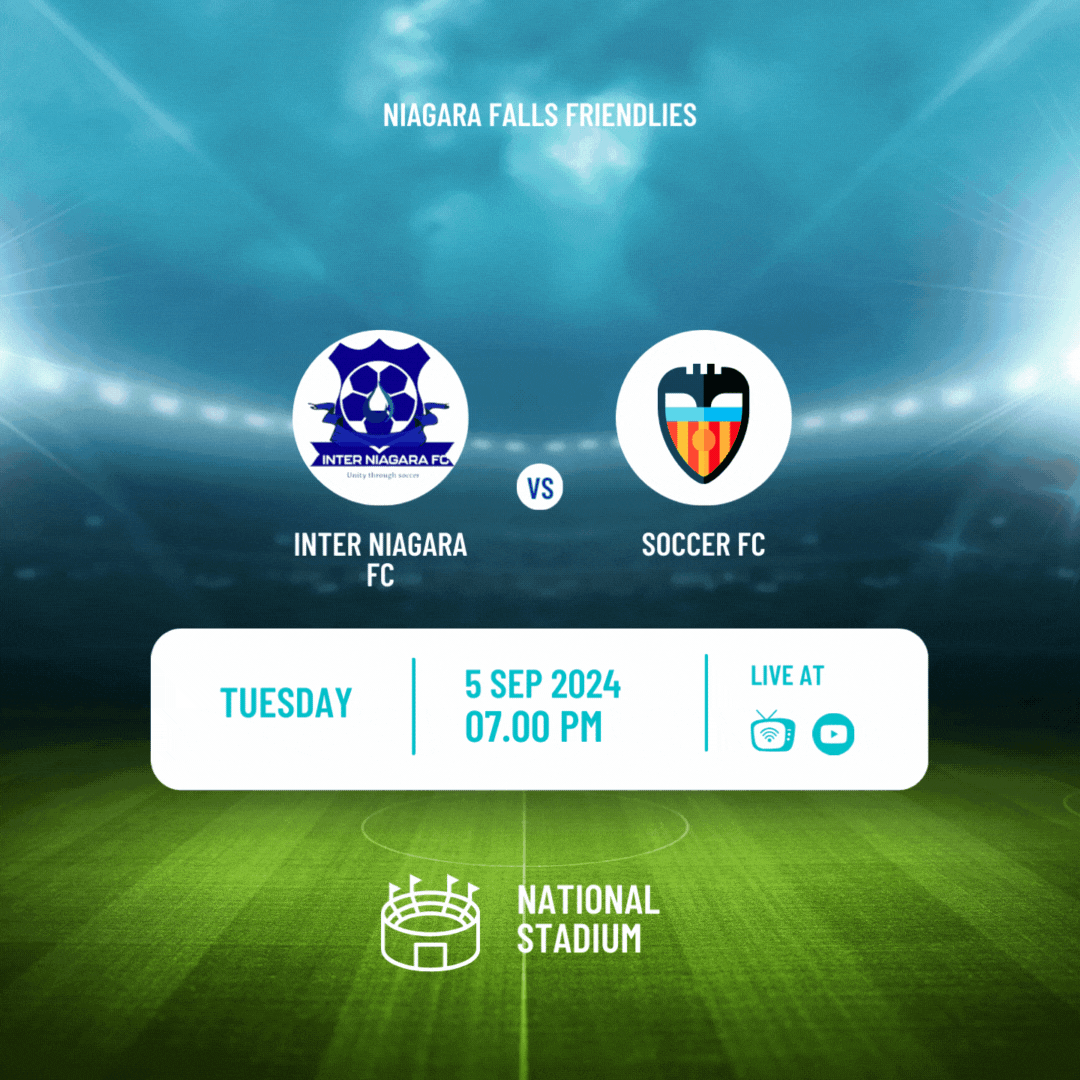 NIAGARA FALLS FRIENDLIES
INTER NIAGARA FC
Unity through soccer
VS
INTER NIAGARA
FC
SOCCER FC
TUESDAY
5 SEP 2024
07.00 PM
LIVE AT
NATIONAL
STADIUM